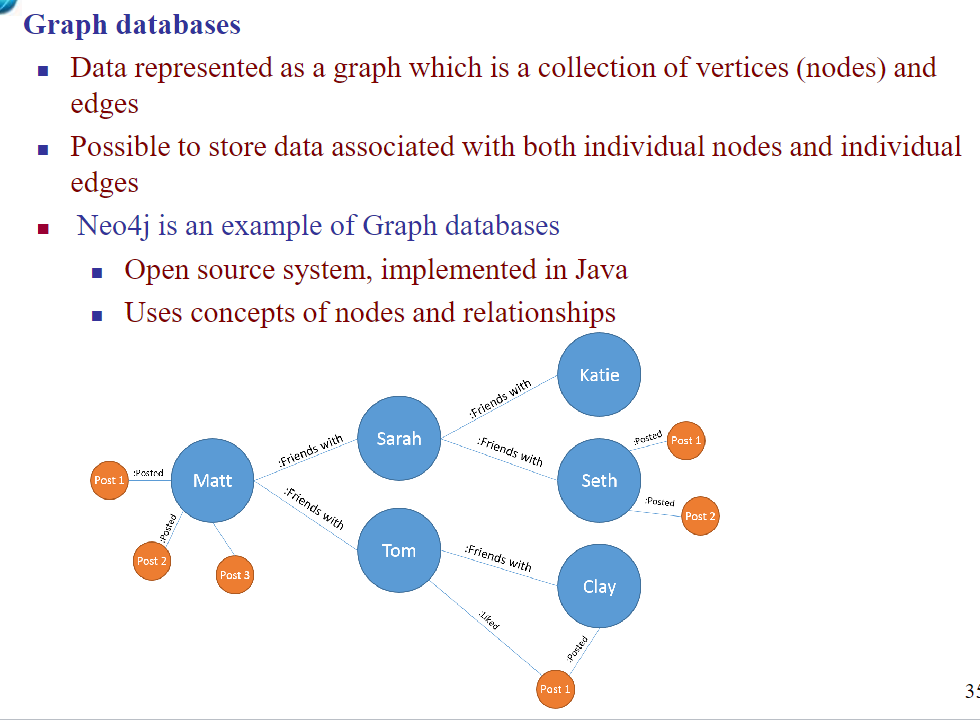 Graph databases
Data represented as a graph which is a collection of vertices (nodes) and
edges
Possible to store data associated with both individual nodes and individual
edges
Neo4j is an example of Graph databases
Open source system, implemented in Java
Uses concepts of nodes and relationships
Katie
:Friends with
Sarah
:Friends with
:Posted
Post 1
:Friends with
Seth
Matt
:Posted
Post 1
:Posted
Post 2
:Friends with
:Posted
Post 2
Post 3
Tom
:Friends with
Clay
:Liked
:Posted
Post 1